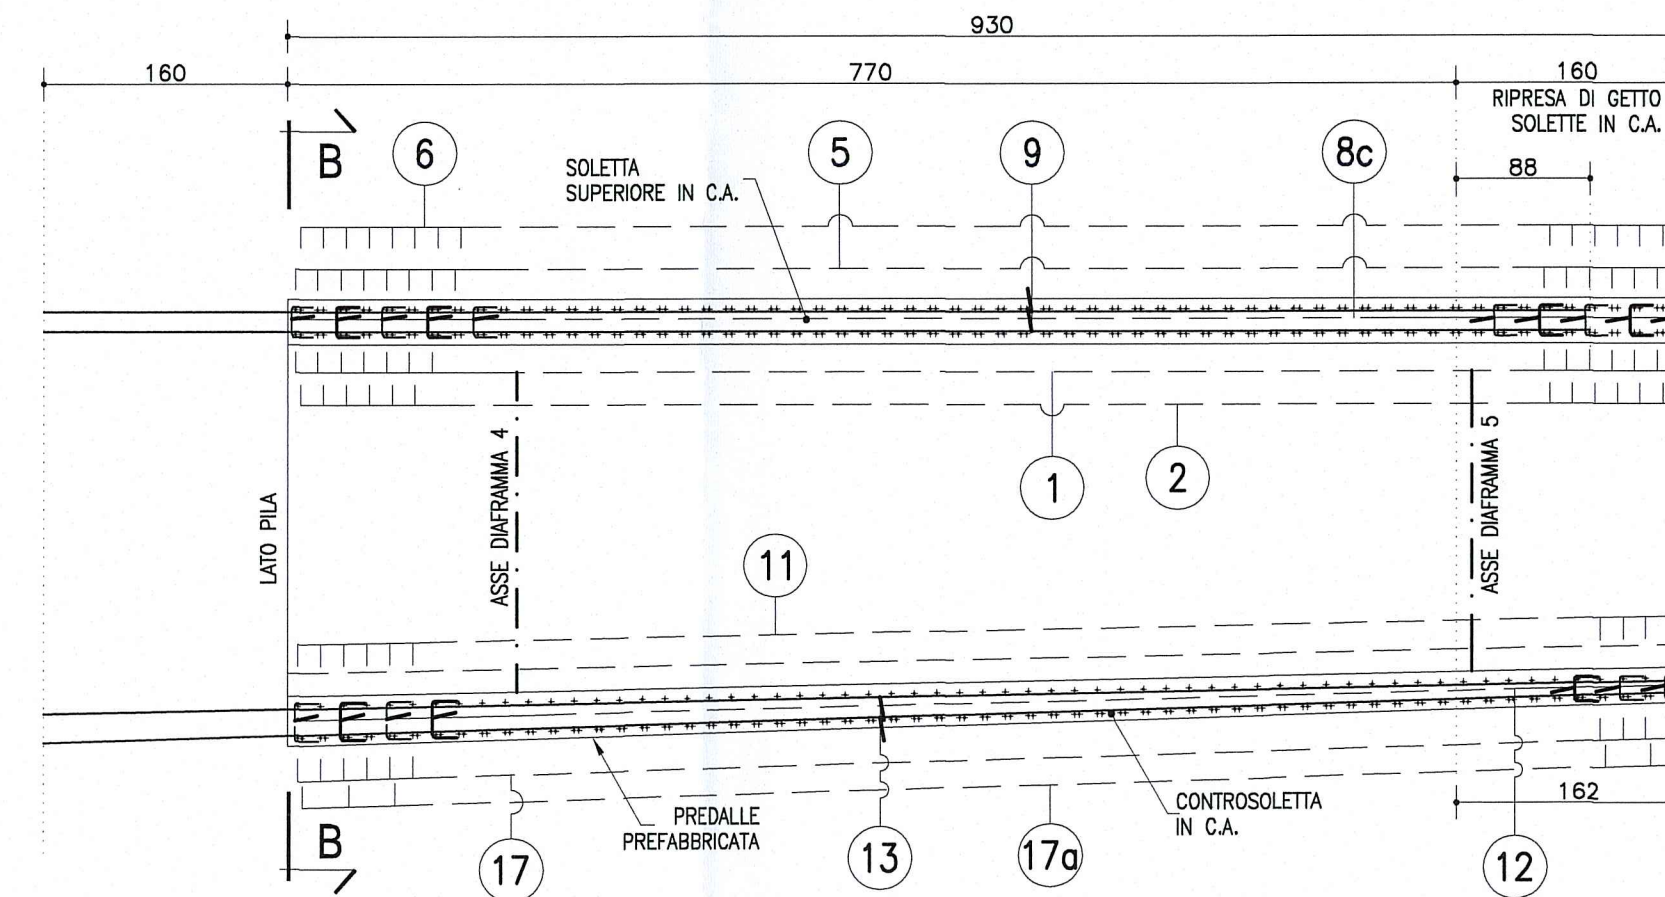 930
160
770
160
RIPRESA DI GETTO
SOLETTE IN C.A.
88
B
6
SOLETTA
SUPERIORE IN C.A.
5
9
8c
LATO PILA
ASSE DIAFRAMMA 4
1
2
ASSE DIAFRAMMA 5
11
B
17
PREDALLE
PREFABBRICATA
13
17a
CONTROSOLETTA
IN C.A.
162
12